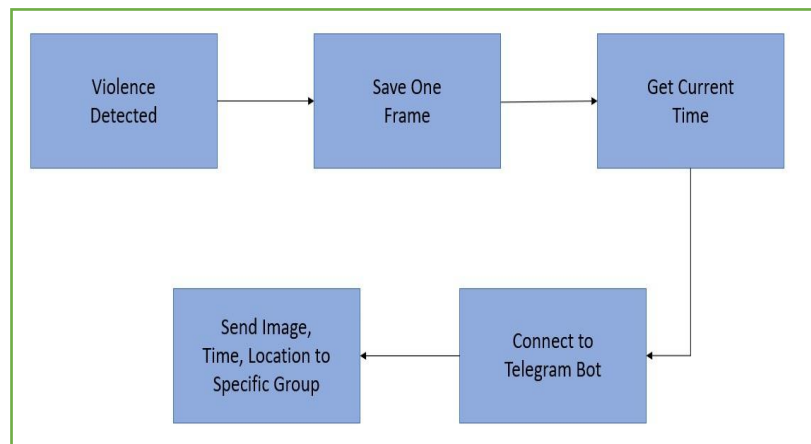 Violence
Detected
Save One
Frame
Get Current
Time
Connect to
Telegram Bot
Send Image,
Time, Location to
Specific Group